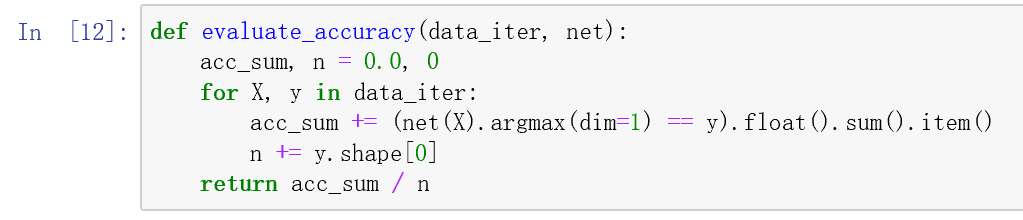 In [12]: def evaluate_accuracy(data_iter, net):
    acc_sum, n = 0.0, 0
    for X, y in data_iter:
        acc_sum += (net(X).argmax(dim=1) == y).float().sum().item()
        n += y.shape[0]
    return acc_sum / n